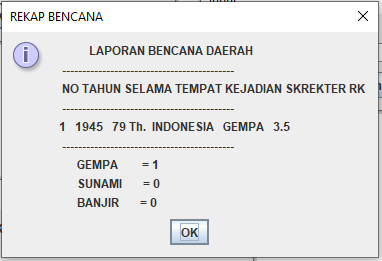 REKAP BENCANA
LAPORAN BENCANA DAERAH
----------------------------------------
NO TAHUN SELAMA TEMPAT KEJADIAN SKREKTER RK
----------------------------------------
1 1945 79 Th. INDONESIA GEMPA 3.5
----------------------------------------
GEMPA = 1
SUNAMI = 0
BANJIR = 0
OK